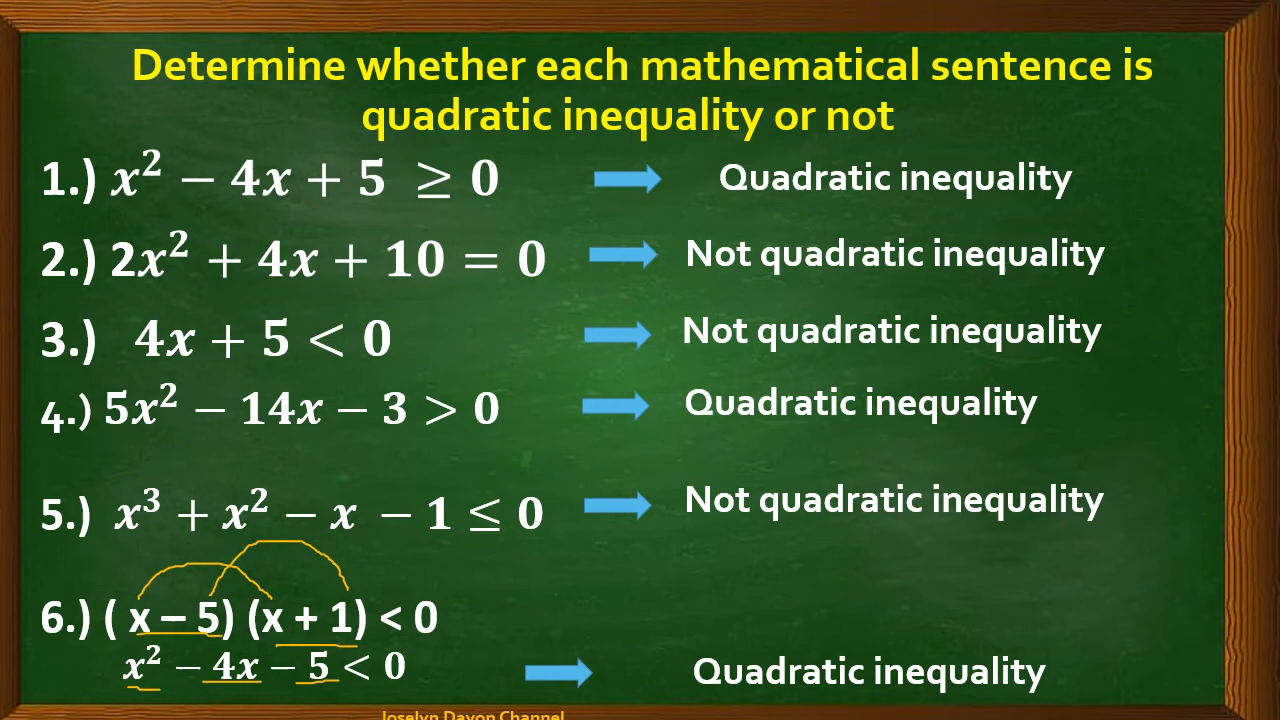 Determine whether each mathematical sentence is
quadratic inequality or not
1.) x² − 4x + 5 ≥ 0 Quadratic inequality
2.) 2x² + 4x + 10 = 0 Not quadratic inequality
3.) 4x + 5 < 0 Not quadratic inequality
4.) 5x² − 14x − 3 > 0 Quadratic inequality
5.) x³ + x² − x − 1 ≤ 0 Not quadratic inequality
6.) ( x – 5) (x + 1) < 0
x² − 4x − 5 < 0 Quadratic inequality
Joselyn Dayon Channel